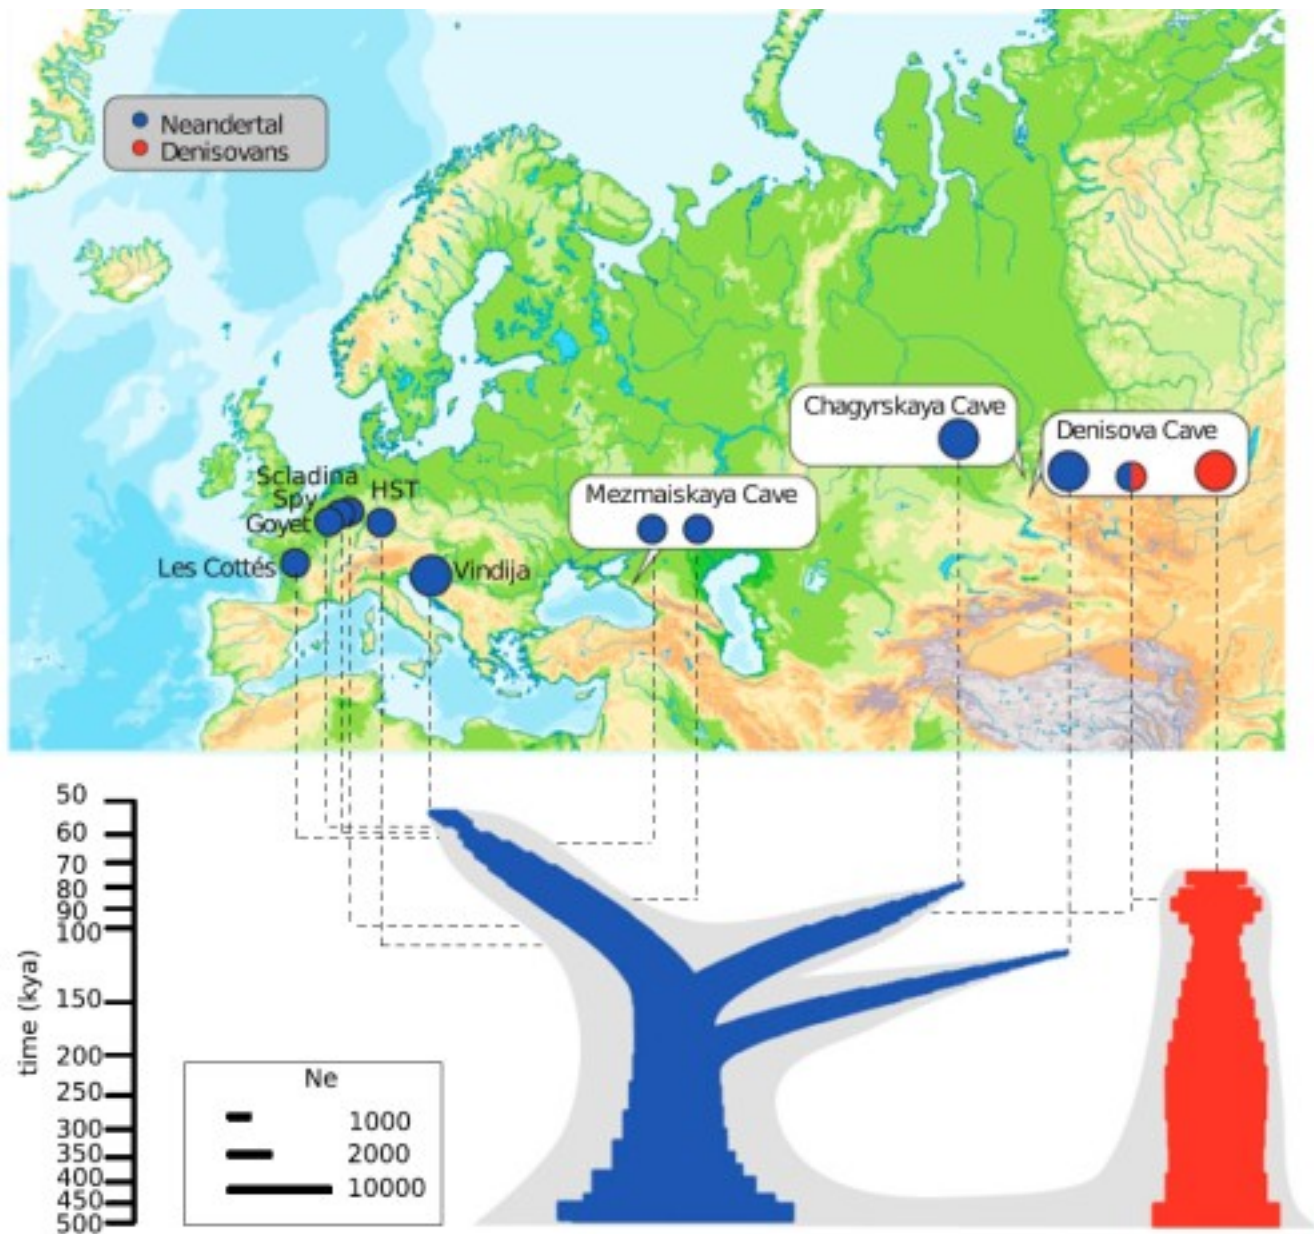 Neandertal
Denisovans
Chagyrskaya Cave
Denisova Cave
Scladina
Spy
HST
Goyet
Mezmaiskaya Cave
Les Cottés
Vindija
50
60
70
80
90
100
150
200
250
300
350
400
450
500
time (kya)
Ne
1000
2000
10000